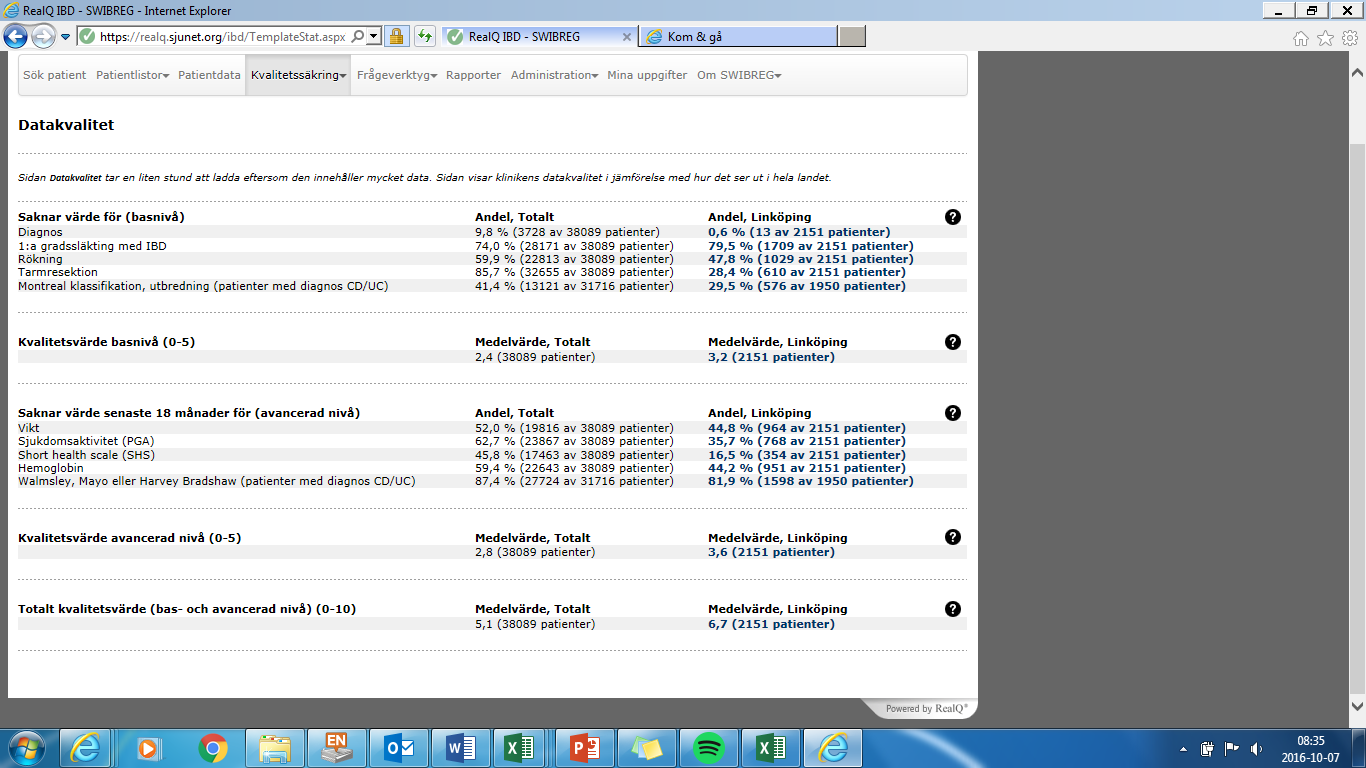 RealQ IBD - SWIBREG - Internet Explorer
https://realq.sjunet.org/ibd/TemplateStat.aspx
RealQ IBD - SWIBREG
Kom & gå
Sök patient Patientlistor Patientdata Kvalitetssäkring Frågeverktyg Rapporter Administration Mina uppgifter Om SWIBREG
Datakvalitet
Sidan Datakvalitet tar en liten stund att ladda eftersom den innehåller mycket data. Sidan visar klinikens datakvalitet i jämförelse med hur det ser ut i hela landet.
Saknar värde för (basnivå) Andel, Totalt Andel, Linköping ?
Diagnos 9,8 % (3728 av 38089 patienter) 0,6 % (13 av 2151 patienter)
1:a gradssläkting med IBD 74,0 % (28171 av 38089 patienter) 79,5 % (1709 av 2151 patienter)
Rökning 59,9 % (22813 av 38089 patienter) 47,8 % (1029 av 2151 patienter)
Tarmresektion 85,7 % (32655 av 38089 patienter) 28,4 % (610 av 2151 patienter)
Montreal klassifikation, utbredning (patienter med diagnos CD/UC) 41,4 % (13121 av 31716 patienter) 29,5 % (576 av 1950 patienter)
Kvalitetsvärde basnivå (0-5) Medelvärde, Totalt Medelvärde, Linköping ?
2,4 (38089 patienter) 3,2 (2151 patienter)
Saknar värde senaste 18 månader för (avancerad nivå) Andel, Totalt Andel, Linköping ?
Vikt 52,0 % (19816 av 38089 patienter) 44,8 % (964 av 2151 patienter)
Sjukdomsaktivitet (PGA) 62,7 % (23867 av 38089 patienter) 35,7 % (768 av 2151 patienter)
Short health scale (SHS) 45,8 % (17463 av 38089 patienter) 16,5 % (354 av 2151 patienter)
Hemoglobin 59,4 % (22643 av 38089 patienter) 44,2 % (951 av 2151 patienter)
Walmsley, Mayo eller Harvey Bradshaw (patienter med diagnos CD/UC) 87,4 % (27724 av 31716 patienter) 81,9 % (1598 av 1950 patienter)
Kvalitetsvärde avancerad nivå (0-5) Medelvärde, Totalt Medelvärde, Linköping ?
2,8 (38089 patienter) 3,6 (2151 patienter)
Totalt kvalitetsvärde (bas- och avancerad nivå) (0-10) Medelvärde, Totalt Medelvärde, Linköping ?
5,1 (38089 patienter) 6,7 (2151 patienter)
Powered by RealQ®
EN
08:35
2016-10-07